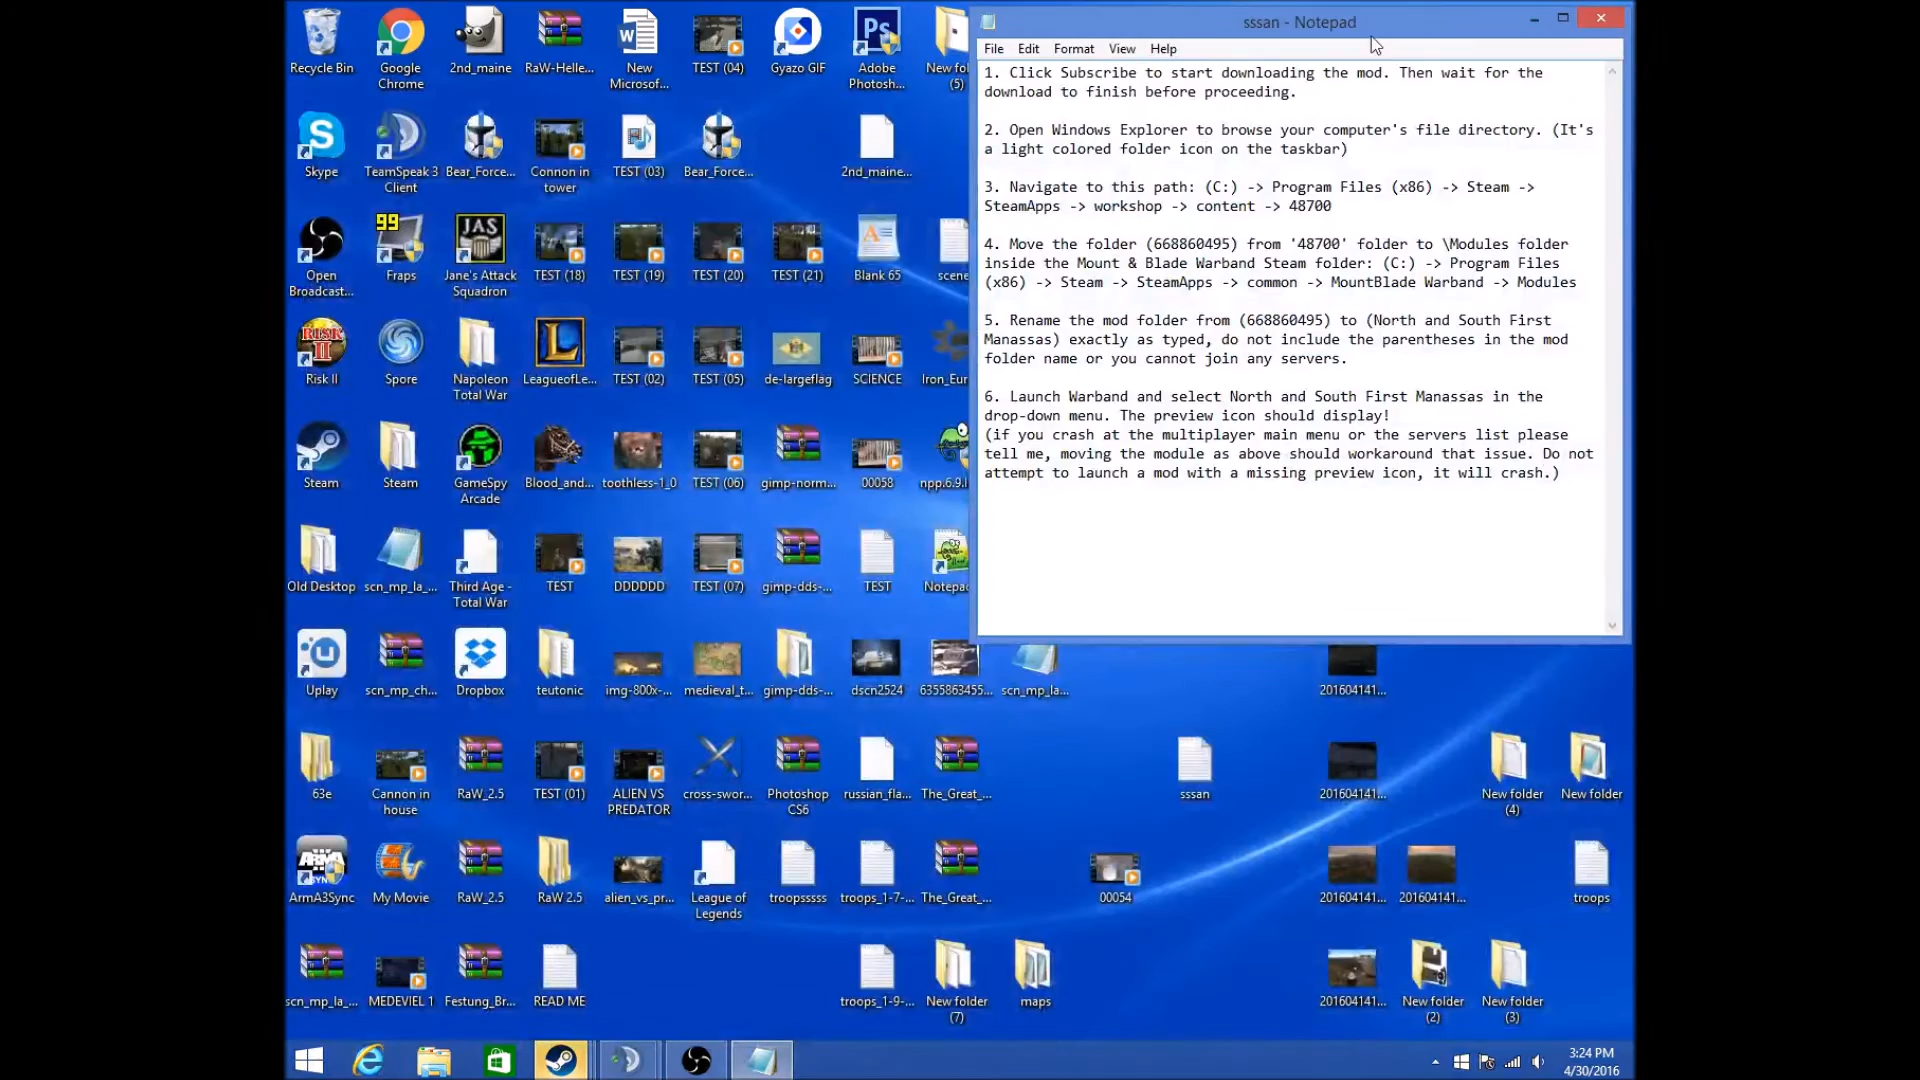 sssan - Notepad
File Edit Format View Help
1. Click Subscribe to start downloading the mod. Then wait for the
download to finish before proceeding.
2. Open Windows Explorer to browse your computer's file directory. (It's
a light colored folder icon on the taskbar)
3. Navigate to this path: (C:) -> Program Files (x86) -> Steam ->
SteamApps -> workshop -> content -> 48700
4. Move the folder (668860495) from '48700' folder to \Modules folder
inside the Mount & Blade Warband Steam folder: (C:) -> Program Files
(x86) -> Steam -> SteamApps -> common -> MountBlade Warband -> Modules
5. Rename the mod folder from (668860495) to (North and South First
Manassas) exactly as typed, do not include the parentheses in the mod
folder name or you cannot join any servers.
6. Launch Warband and select North and South First Manassas in the
drop-down menu. The preview icon should display!
(if you crash at the multiplayer main menu or the servers list please
tell me, moving the module as above should workaround that issue. Do not
attempt to launch a mod with a missing preview icon, it will crash.)
Recycle Bin
Google
Chrome
2nd_maine
RaW-Helle...
New
Microsof...
TEST (04)
Gyazo GIF
Ps
Adobe
Photosh...
New fo
(5)
Skype
TeamSpeak 3
Client
Bear_Force...
Connon in
tower
TEST (03)
Bear_Force...
2nd_maine...
99
Open
Broadcast...
Fraps
JAS
Jane's Attack
Squadron
TEST (18)
TEST (19)
TEST (20)
TEST (21)
Blank 65
scene
RISK
II
Risk II
Spore
Napoleon
Total War
LeagueofLe...
TEST (02)
TEST (05)
de-largeflag
SCIENCE
Iron_Eur
Steam
Steam
GameSpy
Arcade
Blood_and...
toothless-1_0
TEST (06)
gimp-norm...
00058
npp.6.9.
Old Desktop
scn_mp_la_...
Third Age -
Total War
TEST
DDDDDD
TEST (07)
gimp-dds-...
TEST
Notepa
Uplay
scn_mp_ch...
Dropbox
teutonic
img-800x-...
medieval_t...
gimp-dds-...
dscn2524
6355863455...
scn_mp_la...
201604141...
63e
Cannon in
house
RaW_2.5
TEST (01)
ALIEN VS
PREDATOR
cross-swor...
Photoshop
CS6
russian_fla...
The_Great_...
sssan
201604141...
New folder
(4)
New folder
ARMA
SYNC
ArmA3Sync
My Movie
RaW_2.5
RaW 2.5
alien_vs_pr...
League of
Legends
troopsssss
troops_1-7-...
The_Great_...
00054
201604141...
201604141...
troops
scn_mp_la_...
MEDEVIEL 1
Festung_Br...
READ ME
troops_1-9-...
New folder
(7)
maps
201604141...
New folder
(2)
New folder
(3)
3:24 PM
4/30/2016